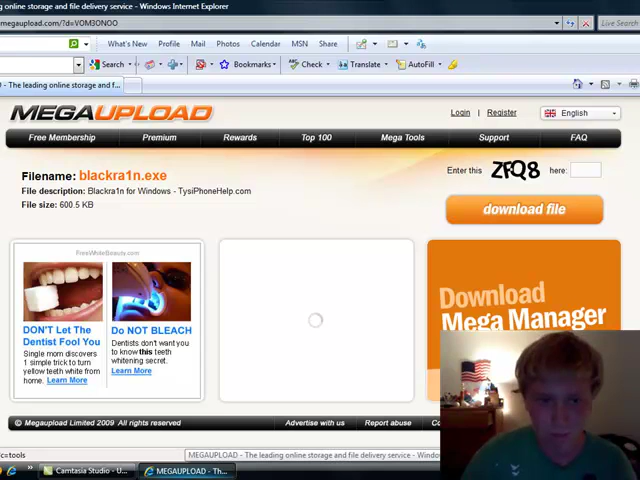 ng online storage and file delivery service - Windows Internet Explorer
megaupload.com/?d=VOM3ONOO
Live Search
What's New Profile Mail Photos Calendar MSN Share
Search Bookmarks Check Translate AutoFill
D - The leading online storage and f...
MEGAUPLOAD
Login | Register English
Free Membership Premium Rewards Top 100 Mega Tools Support FAQ
Filename: blackra1n.exe
Enter this ZFQ8 here:
File description: Blackra1n for Windows - TysiPhoneHelp.com
File size: 600.5 KB
download file
FreeWhiteBeauty.com
DON'T Let The
Dentist Fool You
Single mom discovers
1 simple trick to turn
yellow teeth white from
home. Learn More
Do NOT BLEACH
Dentists don't want you
to know this teeth
whitening secret.
Learn More
Download
Mega Manager
© Megaupload Limited 2009 All rights reserved
Advertise with us Report abuse
c=tools
MEGAUPLOAD - The leading online storage and file delivery service - Window
Camtasia Studio - U...
MEGAUPLOAD - Th...